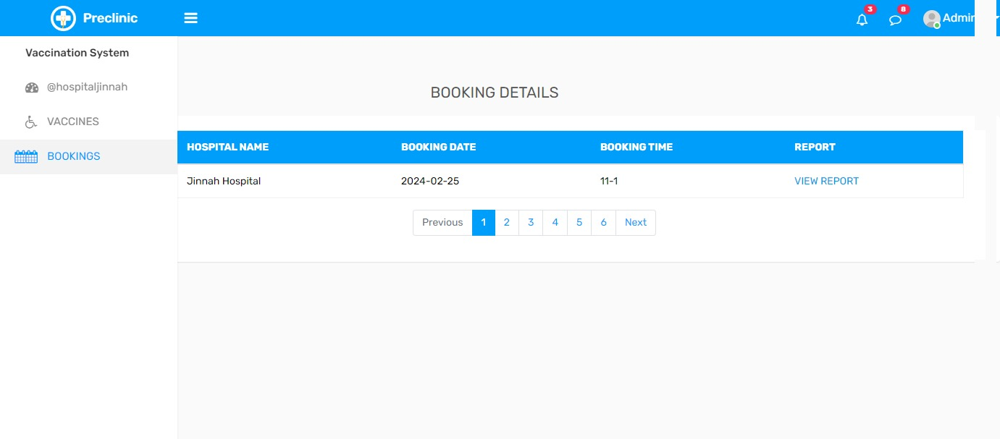 Preclinic
3
8
Admin
Vaccination System
@hospitaljinnah
VACCINES
BOOKINGS
BOOKING DETAILS
HOSPITAL NAME BOOKING DATE BOOKING TIME REPORT
Jinnah Hospital 2024-02-25 11-1 VIEW REPORT
Previous 1 2 3 4 5 6 Next